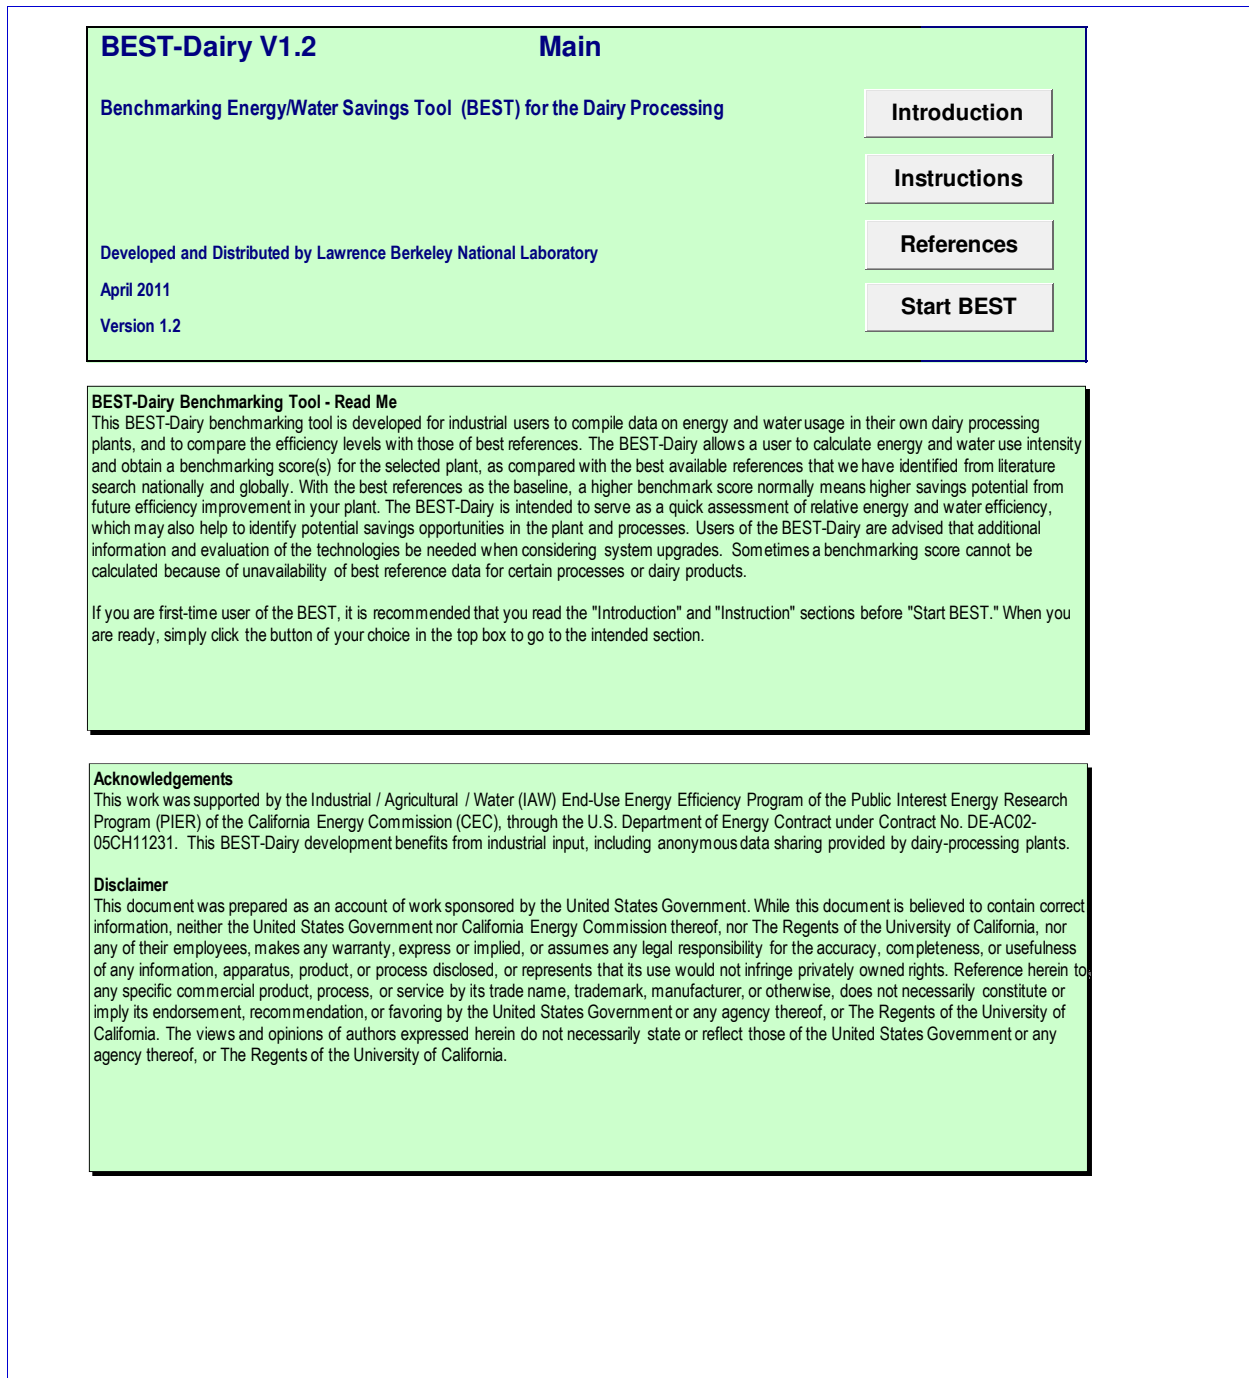 BEST-Dairy V1.2 Main
Benchmarking Energy/Water Savings Tool (BEST) for the Dairy Processing
Introduction
Instructions
References
Developed and Distributed by Lawrence Berkeley National Laboratory
April 2011
Start BEST
Version 1.2
BEST-Dairy Benchmarking Tool - Read Me
This BEST-Dairy benchmarking tool is developed for industrial users to compile data on energy and water usage in their own dairy processing
plants, and to compare the efficiency levels with those of best references. The BEST-Dairy allows a user to calculate energy and water use intensity
and obtain a benchmarking score(s) for the selected plant, as compared with the best available references that we have identified from literature
search nationally and globally. With the best references as the baseline, a higher benchmark score normally means higher savings potential from
future efficiency improvement in your plant. The BEST-Dairy is intended to serve as a quick assessment of relative energy and water efficiency,
which may also help to identify potential savings opportunities in the plant and processes. Users of the BEST-Dairy are advised that additional
information and evaluation of the technologies be needed when considering system upgrades. Sometimes a benchmarking score cannot be
calculated because of unavailability of best reference data for certain processes or dairy products.
If you are first-time user of the BEST, it is recommended that you read the "Introduction" and "Instruction" sections before "Start BEST." When you
are ready, simply click the button of your choice in the top box to go to the intended section.
Acknowledgements
This work was supported by the Industrial / Agricultural / Water (IAW) End-Use Energy Efficiency Program of the Public Interest Energy Research
Program (PIER) of the California Energy Commission (CEC), through the U.S. Department of Energy Contract under Contract No. DE-AC02-
05CH11231. This BEST-Dairy development benefits from industrial input, including anonymous data sharing provided by dairy-processing plants.
Disclaimer
This document was prepared as an account of work sponsored by the United States Government. While this document is believed to contain correct
information, neither the United States Government nor California Energy Commission thereof, nor The Regents of the University of California, nor
any of their employees, makes any warranty, express or implied, or assumes any legal responsibility for the accuracy, completeness, or usefulness
of any information, apparatus, product, or process disclosed, or represents that its use would not infringe privately owned rights. Reference herein to
any specific commercial product, process, or service by its trade name, trademark, manufacturer, or otherwise, does not necessarily constitute or
imply its endorsement, recommendation, or favoring by the United States Government or any agency thereof, or The Regents of the University of
California. The views and opinions of authors expressed herein do not necessarily state or reflect those of the United States Government or any
agency thereof, or The Regents of the University of California.